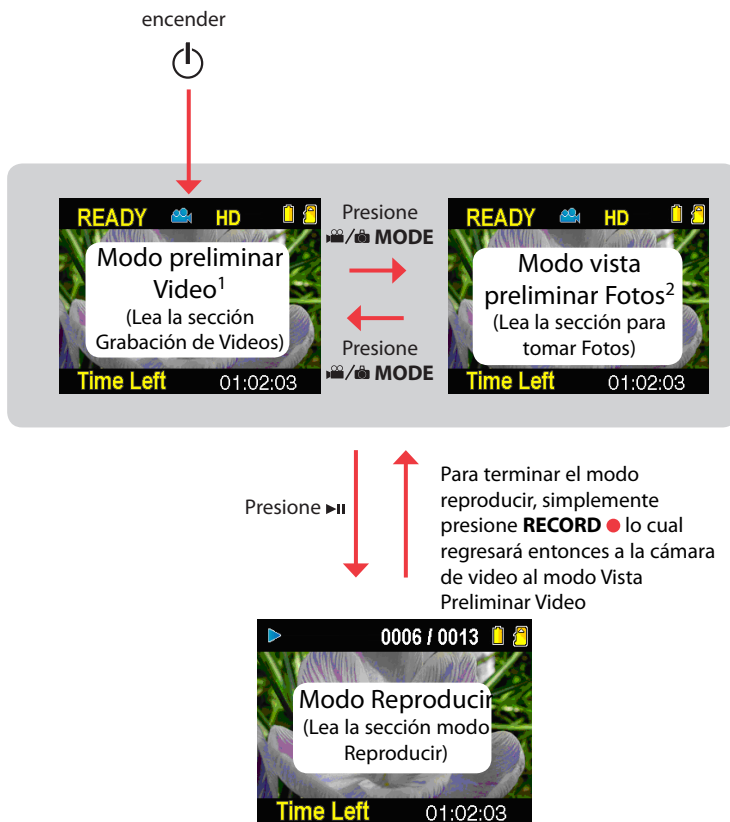 encender
READY HD
Modo preliminar
Video1
(Lea la sección
Grabación de Videos)
Time Left 01:02:03
Presione
/ MODE
Presione
/ MODE
READY HD
Modo vista
preliminar Fotos2
(Lea la sección para
tomar Fotos)
Time Left 01:02:03
Presione
Para terminar el modo
reproducir, simplemente
presione RECORD ● lo cual
regresará entonces a la cámara
de video al modo Vista
Preliminar Video
0006 / 0013
Modo Reproducir
(Lea la sección modo
Reproducir)
Time Left 01:02:03